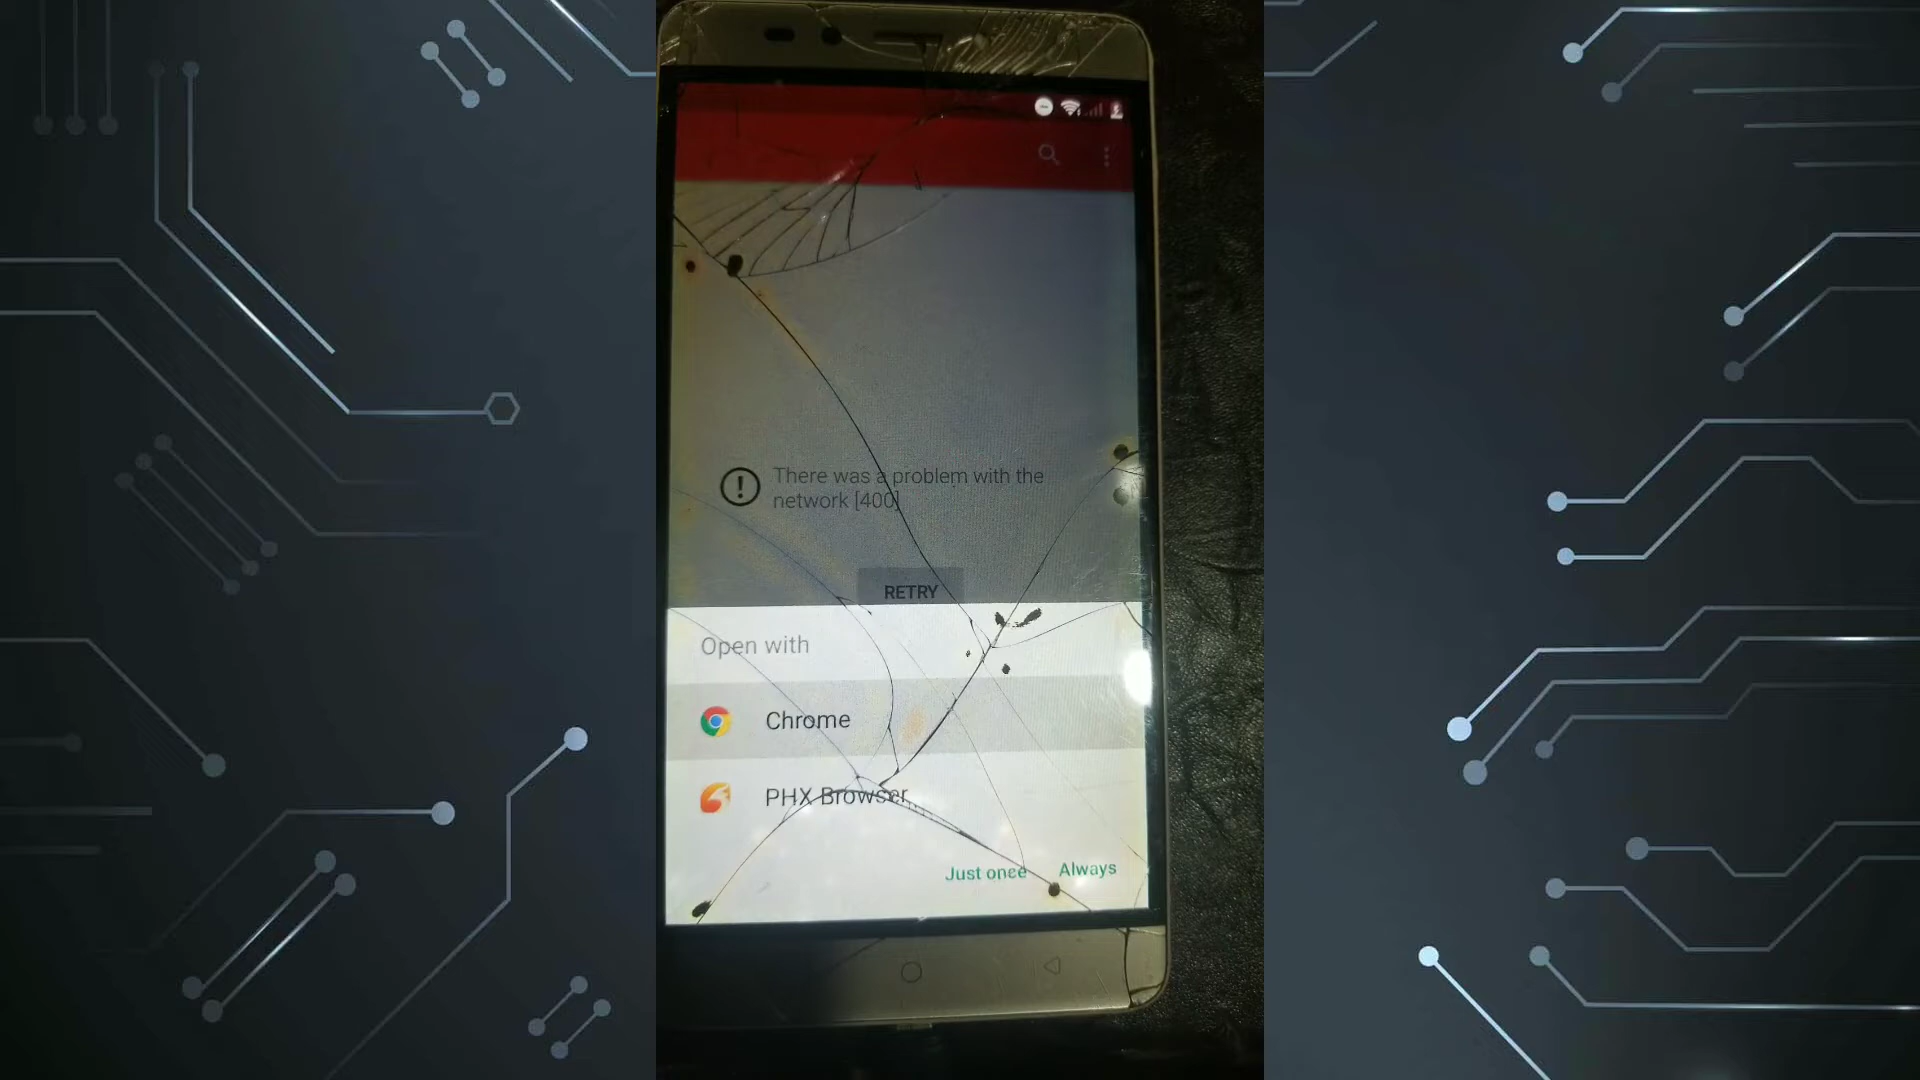 There was a problem with the
network [400]
RETRY
Open with
Chrome
PHX Browser
Just once
Always